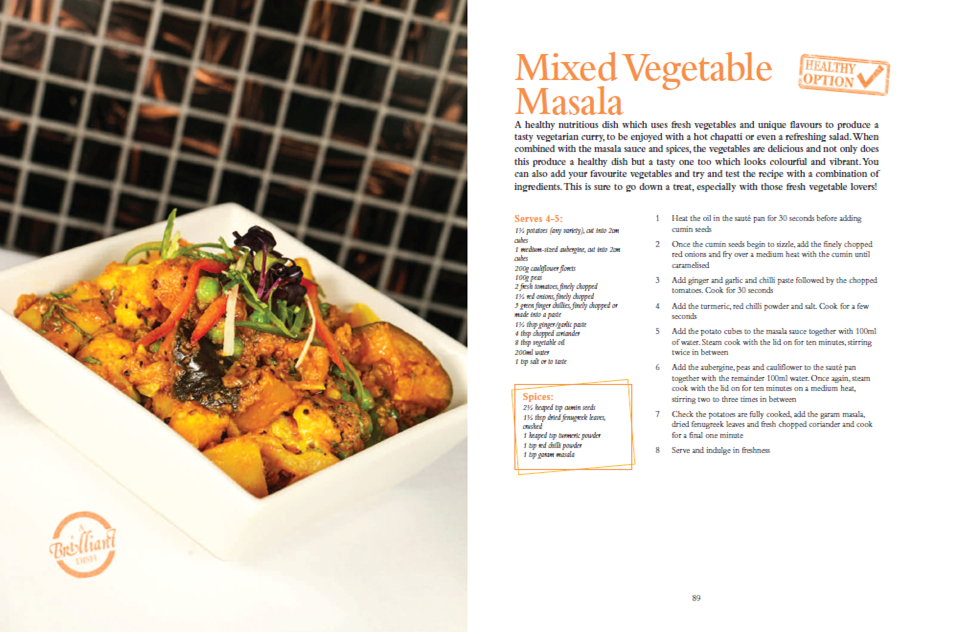 A
Brilliant
DISH
Mixed Vegetable
Masala
HEALTHY
OPTION
A healthy nutritious dish which uses fresh vegetables and unique flavours to produce a
tasty vegetarian curry, to be enjoyed with a hot chapatti or even a refreshing salad. When
combined with the masala sauce and spices, the vegetables are delicious and not only does
this produce a healthy dish but a tasty one too which looks colourful and vibrant. You
can also add your favourite vegetables and try and test the recipe with a combination of
ingredients. This is sure to go down a treat, especially with those fresh vegetable lovers!
Serves 4-5:
potatoes (any variety), cut into 2cm
cubes
1 medium-sized aubergine, cut into 2cm
cubes
200g cauliflower florets
100g peas
2 fresh tomatoes, finely chopped
red onions, finely chopped
green finger chillies, finely chopped or
made into a paste
tbsp ginger/garlic paste
4 tbsp chopped coriander
8 tbsp vegetable oil
200ml water
1 tsp salt or to taste
Spices:
heaped tsp cumin seeds
tbsp dried fenugreek leaves,
crushed
1 heaped tsp turmeric powder
1 tsp red chilli powder
1 tsp garam masala
1 Heat the oil in the sauté pan for 30 seconds before adding
cumin seeds
2 Once the cumin seeds begin to sizzle, add the finely chopped
red onions and fry over a medium heat with the cumin until
caramelised
3 Add ginger and garlic and chilli paste followed by the chopped
tomatoes. Cook for 30 seconds
4 Add the turmeric, red chilli powder and salt. Cook for a few
seconds
5 Add the potato cubes to the masala sauce together with 100ml
of water. Steam cook with the lid on for ten minutes, stirring
twice in between
6 Add the aubergine, peas and cauliflower to the sauté pan
together with the remainder 100ml water. Once again, steam
cook with the lid on for ten minutes on a medium heat,
stirring two to three times in between
7 Check the potatoes are fully cooked, add the garam masala,
dried fenugreek leaves and fresh chopped coriander and cook
for a final one minute
8 Serve and indulge in freshness
89